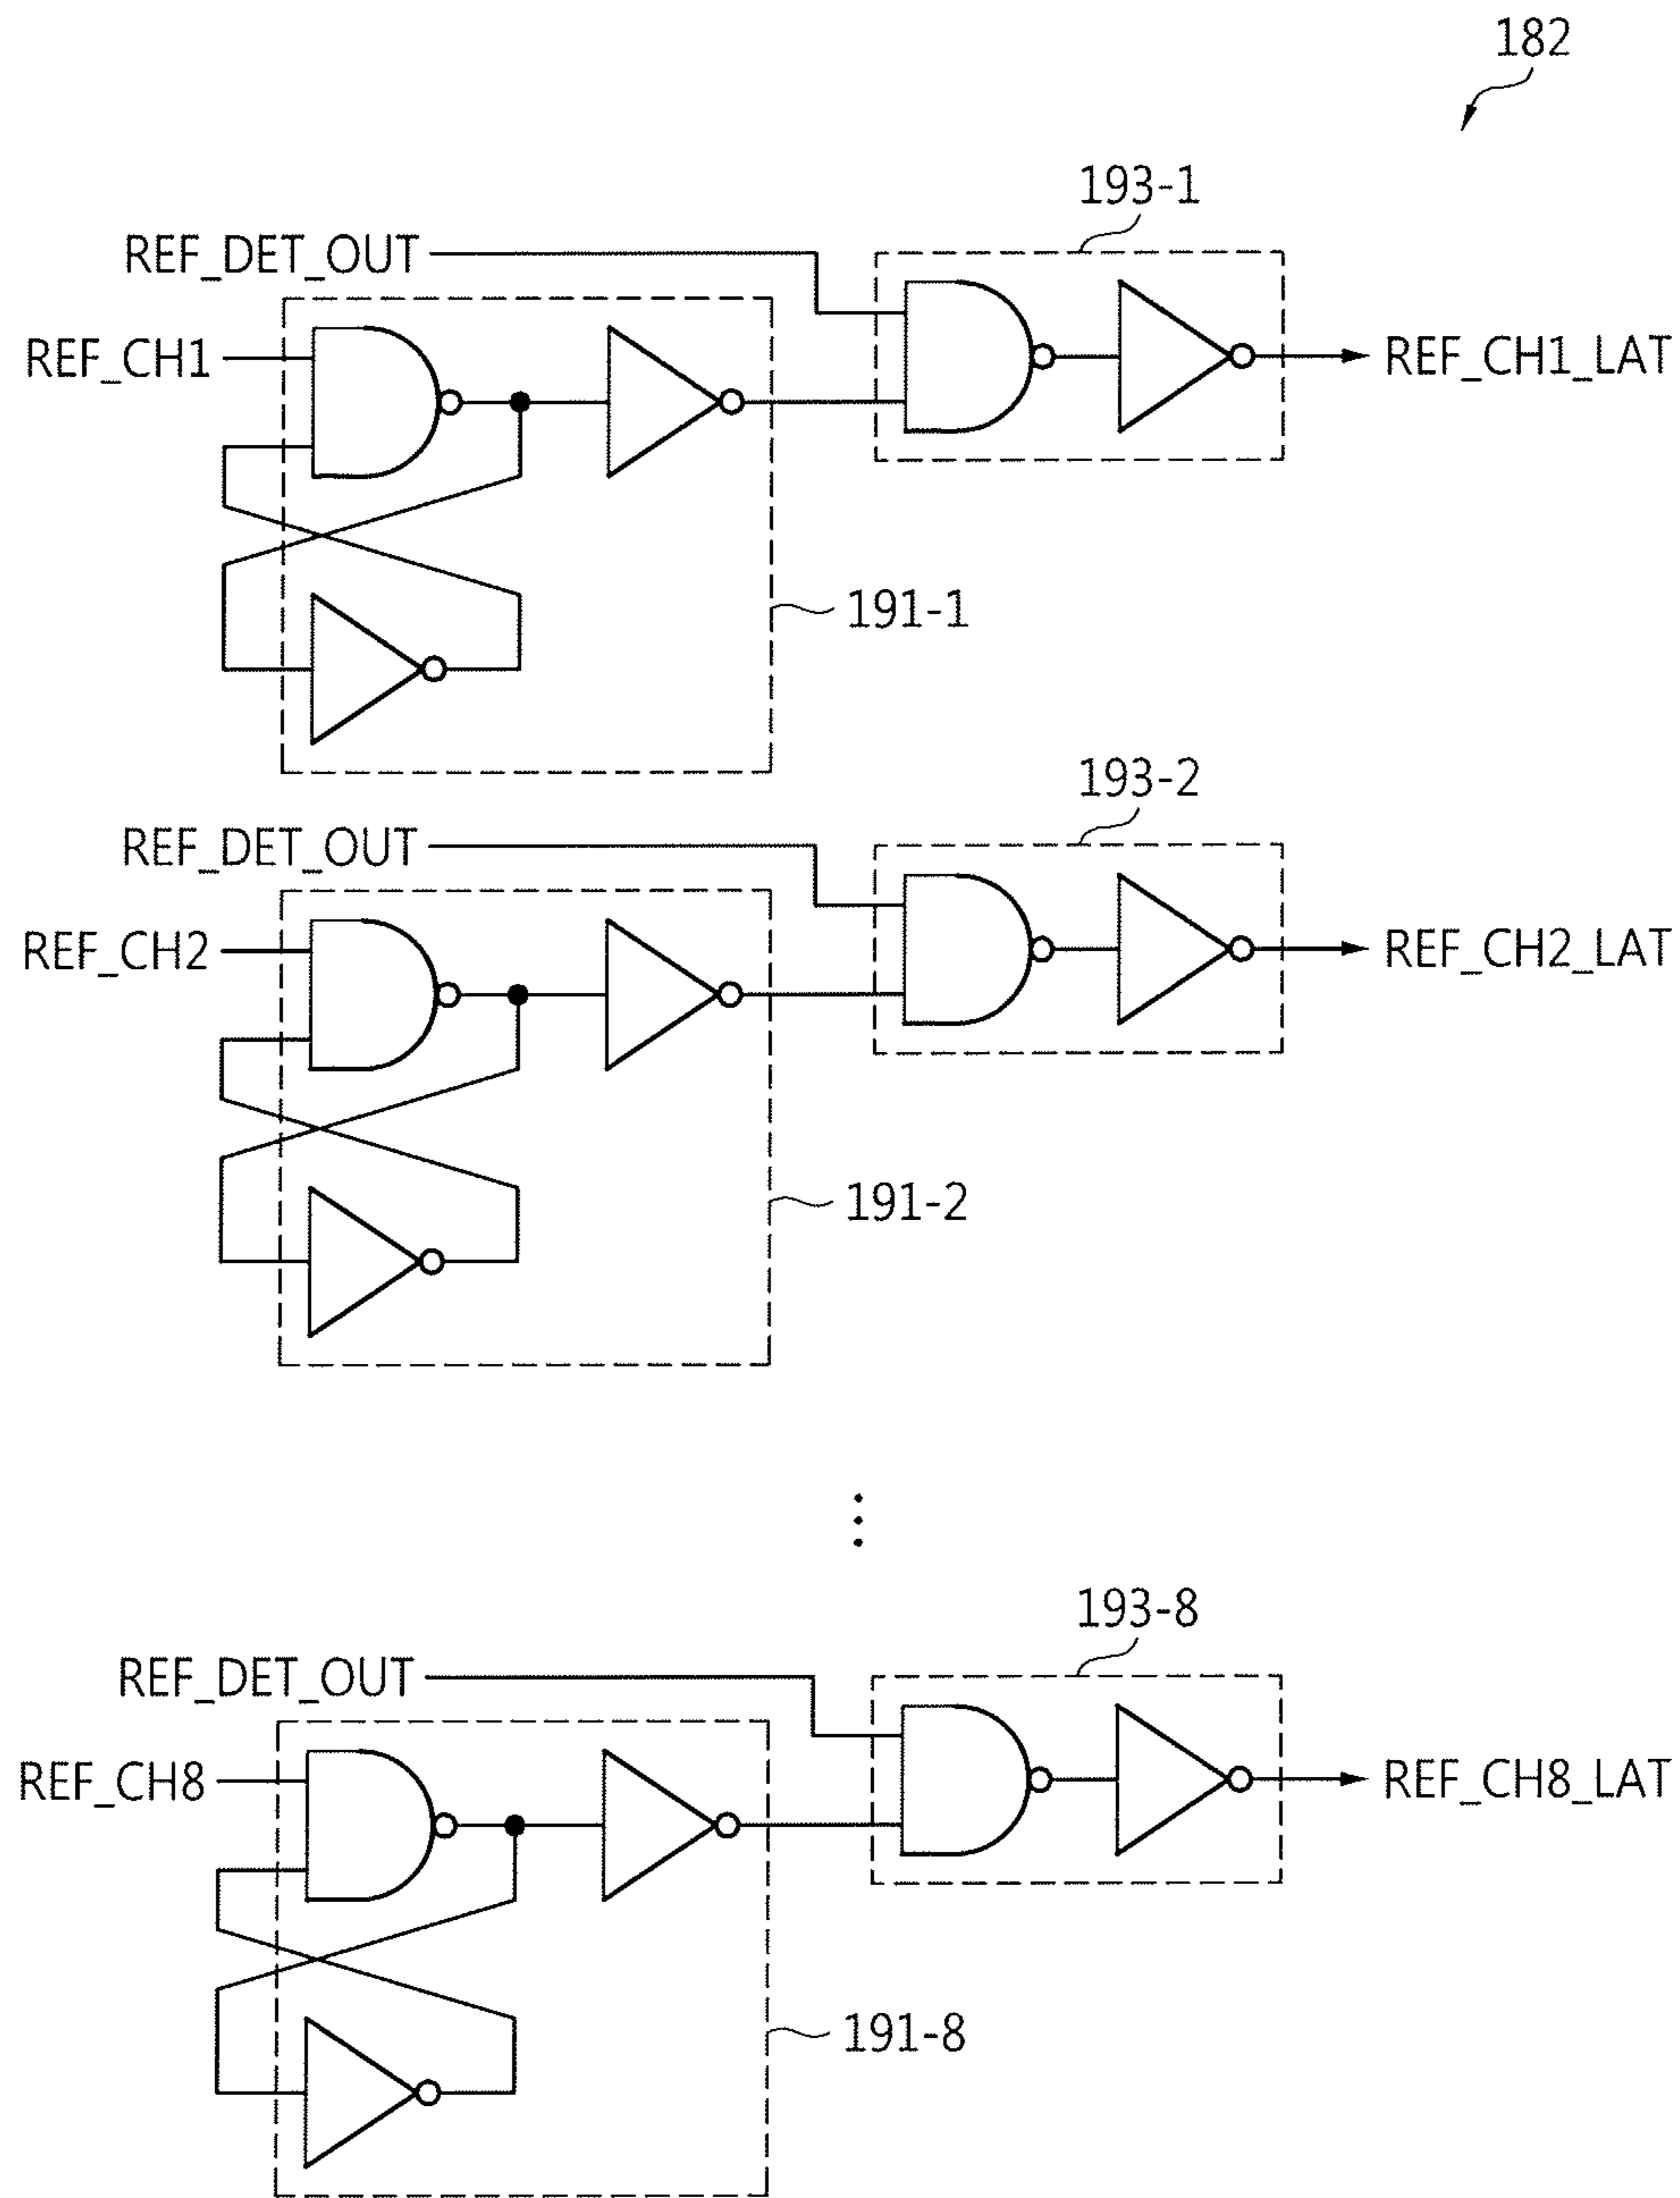 182
193-1
REF_DET_OUT
REF_CH1
REF_CH1_LAT
191-1
193-2
REF_DET_OUT
REF_CH2
REF_CH2_LAT
191-2
193-8
REF_DET_OUT
REF_CH8
REF_CH8_LAT
191-8